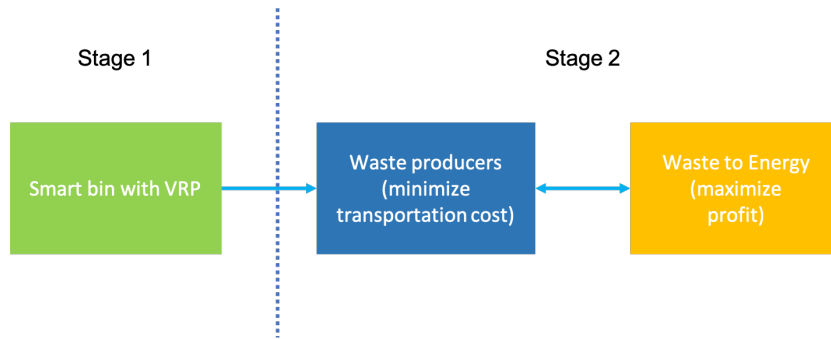 Stage 1
Stage 2
Smart bin with VRP
Waste producers
(minimize
transportation cost)
Waste to Energy
(maximize
profit)